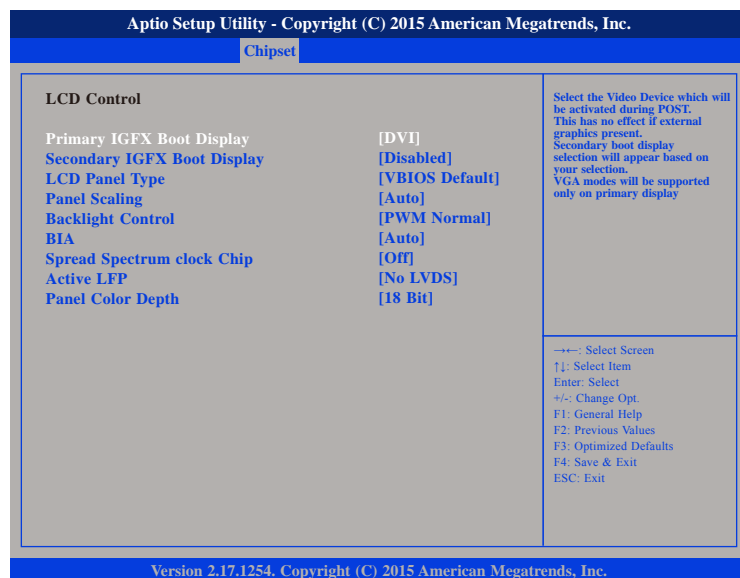 Aptio Setup Utility - Copyright (C) 2015 American Megatrends, Inc.
Chipset
LCD Control
Primary IGFX Boot Display [DVI]
Secondary IGFX Boot Display [Disabled]
LCD Panel Type [VBIOS Default]
Panel Scaling [Auto]
Backlight Control [PWM Normal]
BIA [Auto]
Spread Spectrum clock Chip [Off]
Active LFP [No LVDS]
Panel Color Depth [18 Bit]
Select the Video Device which will
be activated during POST.
This has no effect if external
graphics present.
Secondary boot display
selection will appear based on
your selection.
VGA modes will be supported
only on primary display
→←: Select Screen
↑↓: Select Item
Enter: Select
+/-: Change Opt.
F1: General Help
F2: Previous Values
F3: Optimized Defaults
F4: Save & Exit
ESC: Exit
Version 2.17.1254. Copyright (C) 2015 American Megatrends, Inc.